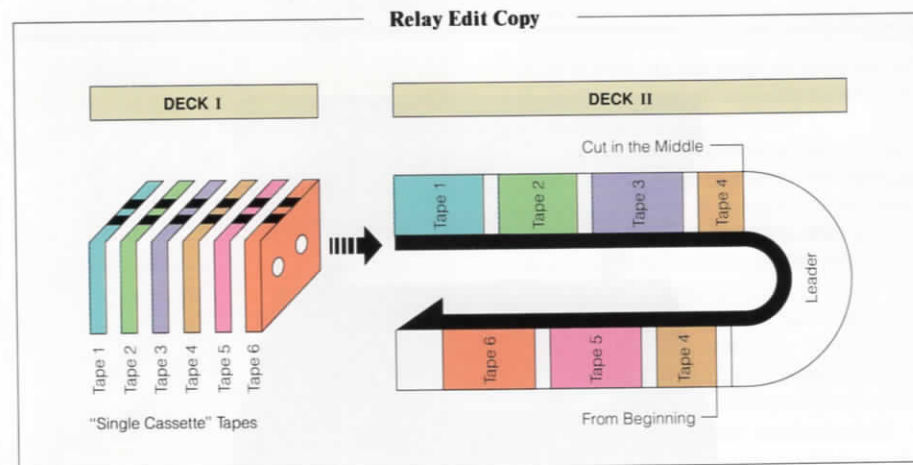 Relay Edit Copy
DECK I
DECK II
Cut in the Middle
Tape 1
Tape 2
Tape 3
Tape 4
Leader
Tape 6
Tape 5
Tape 4
From Beginning
Tape 1
Tape 2
Tape 3
Tape 4
Tape 5
Tape 6
"Single Cassette" Tapes